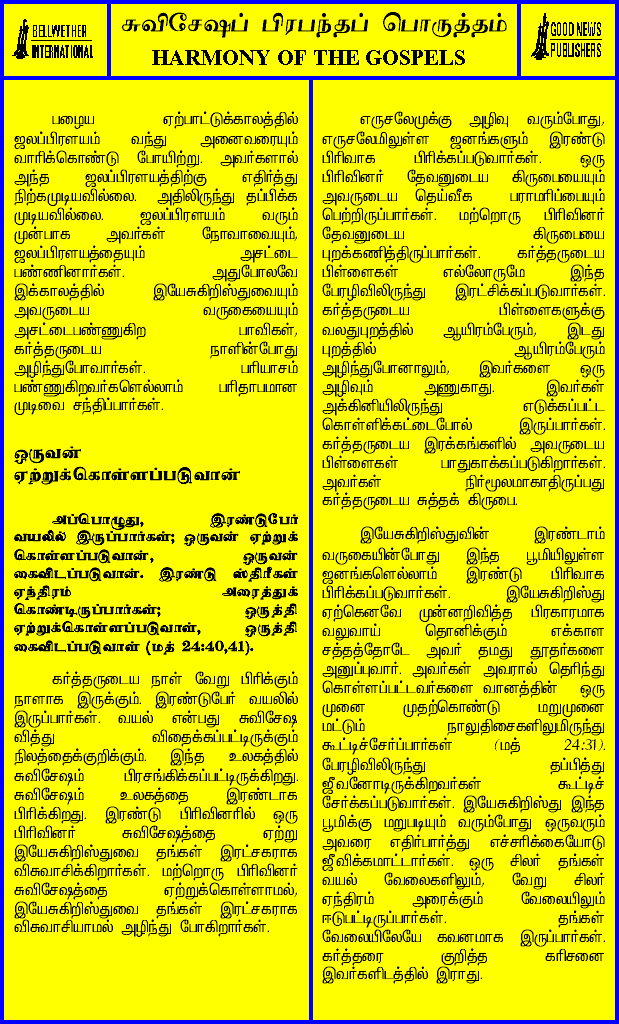 BELLWETHER
INTERNATIONAL
சுவிசேஷப் பிரபந்தப் பொருத்தம்
HARMONY OF THE GOSPELS
GOOD NEWS
PUBLISHERS
பழைய ஏற்பாட்டுக்காலத்தில்
ஜலப்பிரளயம் வந்து அனைவரையும்
வாரிக்கொண்டு போயிற்று. அவர்களால்
அந்த ஜலப்பிரளயத்திற்கு எதிர்த்து
நிற்கமுடியவில்லை. அதிலிருந்து தப்பிக்க
முடியவில்லை. ஜலப்பிரளயம் வரும்
முன்பாக அவர்கள் நோவாவையும்,
ஜலப்பிரளயத்தையும் அசட்டை
பண்ணினார்கள். அதுபோலவே
இக்காலத்தில் இயேசுகிறிஸ்துவையும்
அவருடைய வருகையையும்
அசட்டைபண்ணுகிற பாவிகள்,
கர்த்தருடைய நாளின்போது
அழிந்துபோவார்கள். பரியாசம்
பண்ணுகிறவர்களெல்லாம் பரிதாபமான
முடிவை சந்திப்பார்கள்.
ஒருவன்
ஏற்றுக்கொள்ளப்படுவான்
அப்பொழுது, இரண்டுபேர்
வயலில் இருப்பார்கள்; ஒருவன் ஏற்றுக்
கொள்ளப்படுவான், ஒருவன்
கைவிடப்படுவான். இரண்டு ஸ்திரீகள்
ஏந்திரம் அரைத்துக்
கொண்டிருப்பார்கள்; ஒருத்தி
ஏற்றுக்கொள்ளப்படுவாள், ஒருத்தி
கைவிடப்படுவாள் (மத் 24:40,41).
கர்த்தருடைய நாள் வேறு பிரிக்கும்
நாளாக இருக்கும். இரண்டுபேர் வயலில்
இருப்பார்கள். வயல் என்பது சுவிசேஷ
வித்து விதைக்கப்பட்டிருக்கும்
நிலத்தைக்குறிக்கும். இந்த உலகத்தில்
சுவிசேஷம் பிரசங்கிக்கப்பட்டிருக்கிறது.
சுவிசேஷம் உலகத்தை இரண்டாக
பிரிக்கிறது. இரண்டு பிரிவினரில் ஒரு
பிரிவினர் சுவிசேஷத்தை ஏற்று
இயேசுகிறிஸ்துவை தங்கள் இரட்சகராக
விசுவாசிக்கிறார்கள். மற்றொரு பிரிவினர்
சுவிசேஷத்தை ஏற்றுக்கொள்ளாமல்,
இயேசுகிறிஸ்துவை தங்கள் இரட்சகராக
விசுவாசியாமல் அழிந்து போகிறார்கள்.
எருசலேமுக்கு அழிவு வரும்போது,
எருசலேமிலுள்ள ஜனங்களும் இரண்டு
பிரிவாக பிரிக்கப்படுவார்கள். ஒரு
பிரிவினர் தேவனுடைய கிருபையையும்
அவருடைய தெய்வீக பராமரிப்பையும்
பெற்றிருப்பார்கள். மற்றொரு பிரிவினர்
தேவனுடைய கிருபையை
புறக்கணித்திருப்பார்கள். கர்த்தருடைய
பிள்ளைகள் எல்லோருமே இந்த
பேரழிவிலிருந்து இரட்சிக்கப்படுவார்கள்.
கர்த்தருடைய பிள்ளைகளுக்கு
வலதுபுறத்தில் ஆயிரம்பேரும், இடது
புறத்தில் ஆயிரம்பேரும்
அழிந்துபோனாலும், இவர்களை ஒரு
அழிவும் அணுகாது. இவர்கள்
அக்கினியிலிருந்து எடுக்கப்பட்ட
கொள்ளிக்கட்டைபோல் இருப்பார்கள்.
கர்த்தருடைய இரக்கங்களில் அவருடைய
பிள்ளைகள் பாதுகாக்கப்படுகிறார்கள்.
அவர்கள் நிர்மூலமாகாதிருப்பது
கர்த்தருடைய சுத்தக் கிருபை.
இயேசுகிறிஸ்துவின் இரண்டாம்
வருகையின்போது இந்த பூமியிலுள்ள
ஜனங்களெல்லாம் இரண்டு பிரிவாக
பிரிக்கப்படுவார்கள். இயேசுகிறிஸ்து
ஏற்கெனவே முன்னறிவித்த பிரகாரமாக
வலுவாய் தொனிக்கும் எக்காள
சத்தத்தோடே அவர் தமது தூதர்களை
அனுப்புவார். அவர்கள் அவரால் தெரிந்து
கொள்ளப்பட்டவர்களை வானத்தின் ஒரு
முனை முதற்கொண்டு மறுமுனை
மட்டும் நாலுதிசைகளிலுமிருந்து
கூட்டிச்சேர்ப்பார்கள் (மத் 24:31).
பேரழிவிலிருந்து தப்பித்து
ஜீவனோடிருக்கிறவர்கள் கூட்டிச்
சேர்க்கப்படுவார்கள். இயேசுகிறிஸ்து இந்த
பூமிக்கு மறுபடியும் வரும்போது ஒருவரும்
அவரை எதிர்பார்த்து எச்சரிக்கையோடு
ஜீவிக்கமாட்டார்கள். ஒரு சிலர் தங்கள்
வயல் வேலைகளிலும், வேறு சிலர்
ஏந்திரம் அரைக்கும் வேலையிலும்
ஈடுபட்டிருப்பார்கள். தங்கள்
வேலையிலேயே கவனமாக இருப்பார்கள்.
கர்த்தரை குறித்த கரிசனை
இவர்களிடத்தில் இராது.